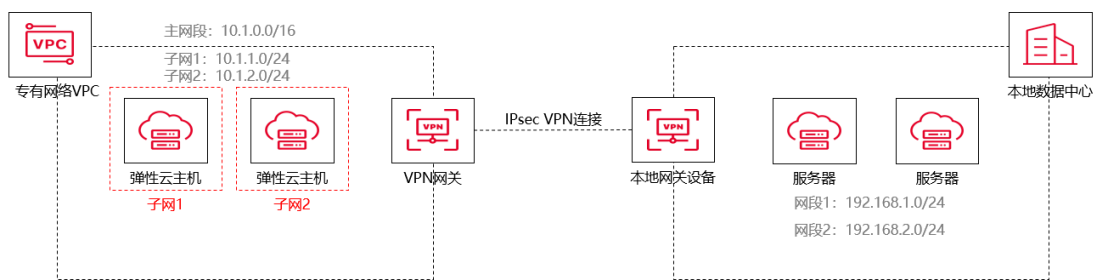 VPC
专有网络VPC
主网段：10.1.0.0/16
子网1：10.1.1.0/24
子网2：10.1.2.0/24
弹性云主机
子网1
弹性云主机
子网2
VPN
VPN网关
IPsec VPN连接
VPN
本地网关设备
服务器
服务器
网段1：192.168.1.0/24
网段2：192.168.2.0/24
本地数据中心